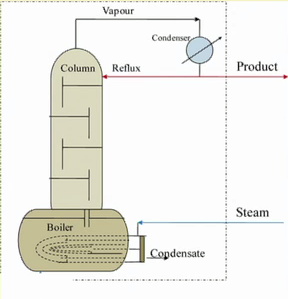 Vapour
Condenser
Column
Reflux
Product
Steam
Boiler
Condensate